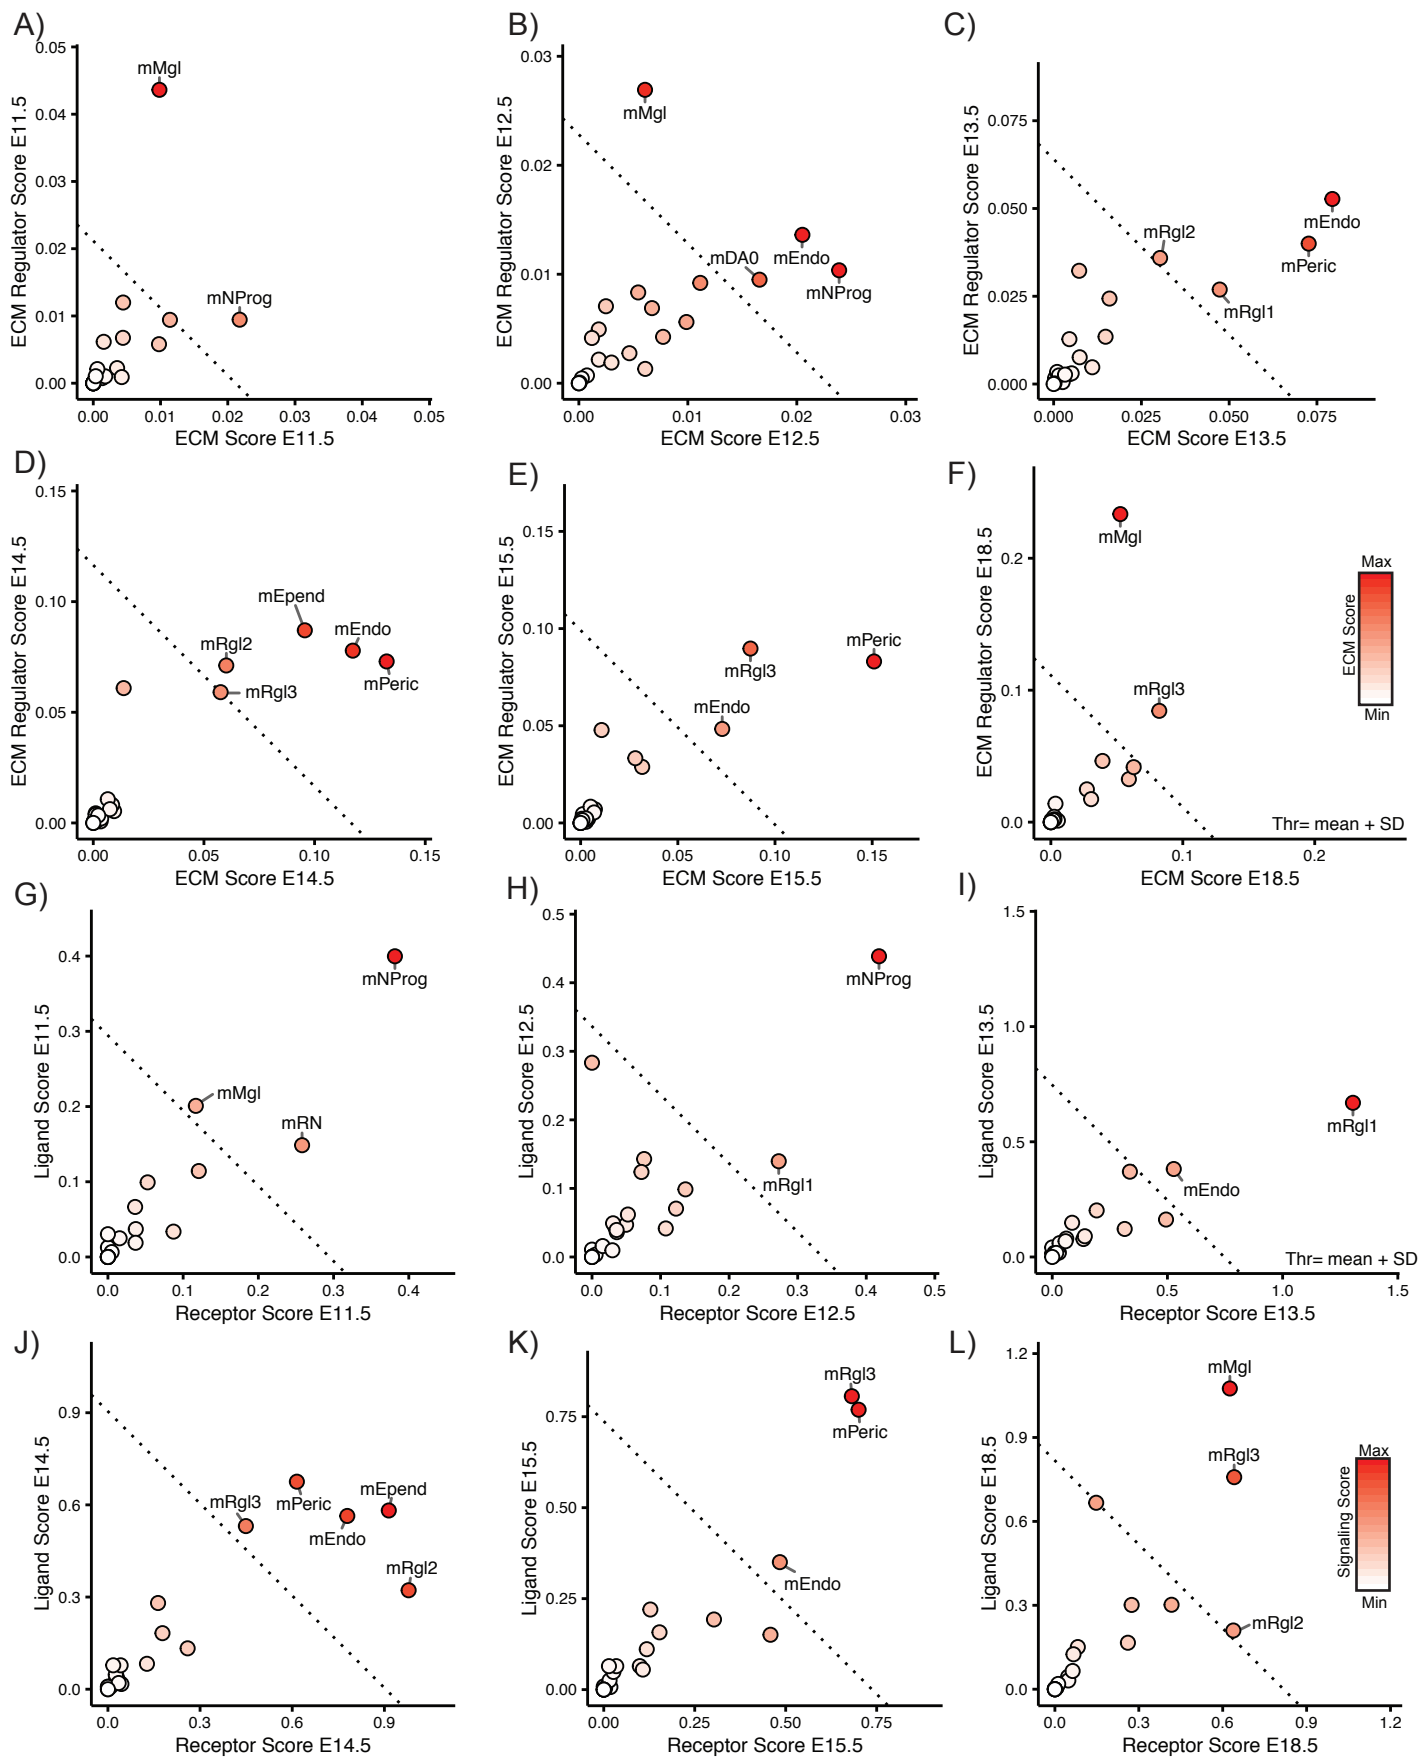 A)
ECM Regulator Score E11.5
0.05
0.04
0.03
0.02
0.01
0.00
mMgl
mNProg
0.00 0.01 0.02 0.03 0.04 0.05
ECM Score E11.5
B)
ECM Regulator Score E12.5
0.03
0.02
0.01
0.00
mMgl
mDA0
mEndo
mNProg
0.00 0.01 0.02 0.03
ECM Score E12.5
C)
ECM Regulator Score E13.5
0.075
0.050
0.025
0.000
mRgl2
mEndo
mPeric
mRgl1
0.000 0.025 0.050 0.075
ECM Score E13.5
D)
ECM Regulator Score E14.5
0.15
0.10
0.05
0.00
mEpend
mEndo
mRgl2
mPeric
mRgl3
0.00 0.05 0.10 0.15
ECM Score E14.5
E)
ECM Regulator Score E15.5
0.15
0.10
0.05
0.00
mPeric
mRgl3
mEndo
0.00 0.05 0.10 0.15
ECM Score E15.5
F)
ECM Regulator Score E18.5
0.2
0.1
0.0
mMgl
mRgl3
Max
ECM Score
Min
Thr= mean + SD
0.0 0.1 0.2
ECM Score E18.5
G)
Ligand Score E11.5
0.4
0.3
0.2
0.1
0.0
mNProg
mMgl
mRN
0.0 0.1 0.2 0.3 0.4
Receptor Score E11.5
H)
Ligand Score E12.5
0.5
0.4
0.3
0.2
0.1
0.0
mNProg
mRgl1
0.0 0.1 0.2 0.3 0.4 0.5
Receptor Score E12.5
I)
Ligand Score E13.5
1.5
1.0
0.5
0.0
mRgl1
mEndo
Thr= mean + SD
0.0 0.5 1.0 1.5
Receptor Score E13.5
J)
Ligand Score E14.5
0.9
0.6
0.3
0.0
mRgl3
mPeric
mEpend
mEndo
mRgl2
0.0 0.3 0.6 0.9
Receptor Score E14.5
K)
Ligand Score E15.5
0.75
0.50
0.25
0.00
mRgl3
mPeric
mEndo
0.00 0.25 0.50 0.75
Receptor Score E15.5
L)
Ligand Score E18.5
1.2
0.9
0.6
0.3
0.0
mMgl
mRgl3
mRgl2
Max
Signaling Score
Min
0.0 0.3 0.6 0.9 1.2
Receptor Score E18.5